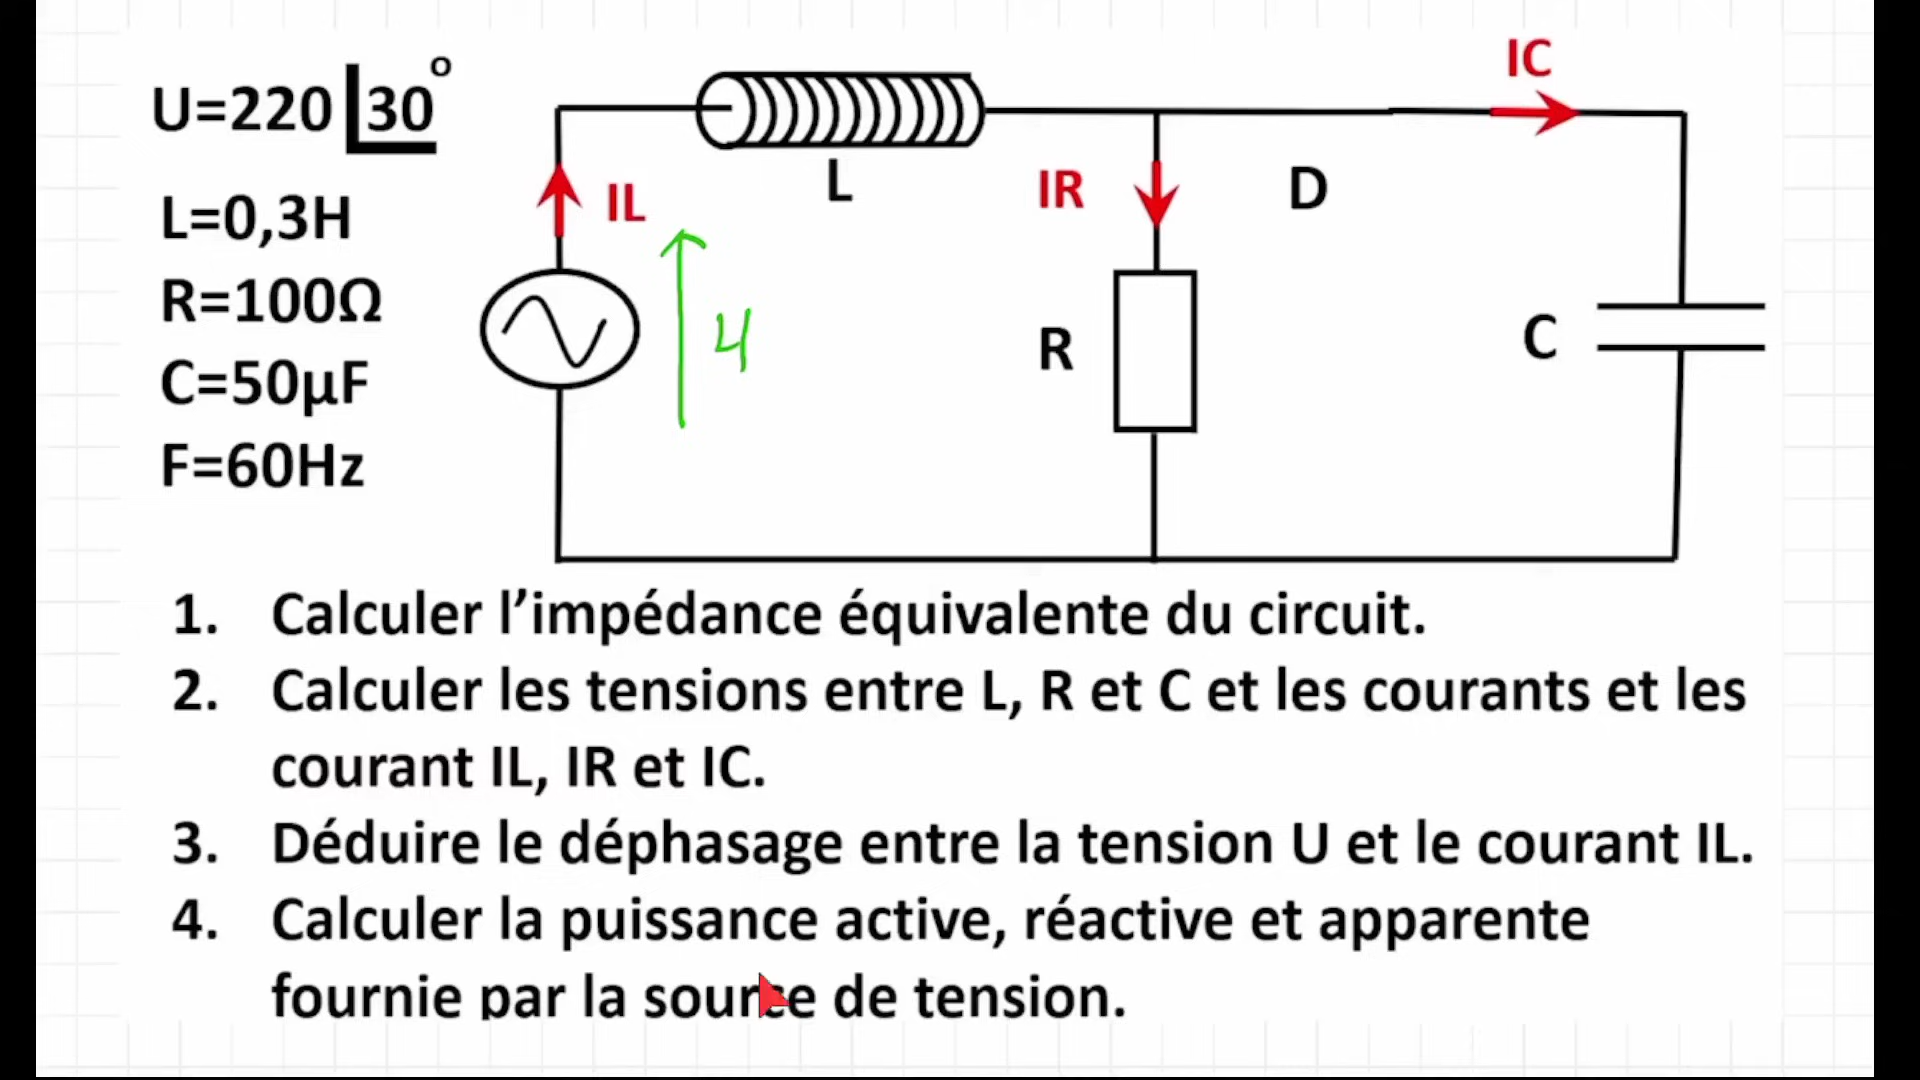 IC
U=220 30°
L=0,3H
R=100Ω
C=50µF
F=60Hz
IL
L
IR
D
R
C
1. Calculer l’impédance équivalente du circuit.
2. Calculer les tensions entre L, R et C et les courants et les
courant IL, IR et IC.
3. Déduire le déphasage entre la tension U et le courant IL.
4. Calculer la puissance active, réactive et apparente
fournie par la source de tension.